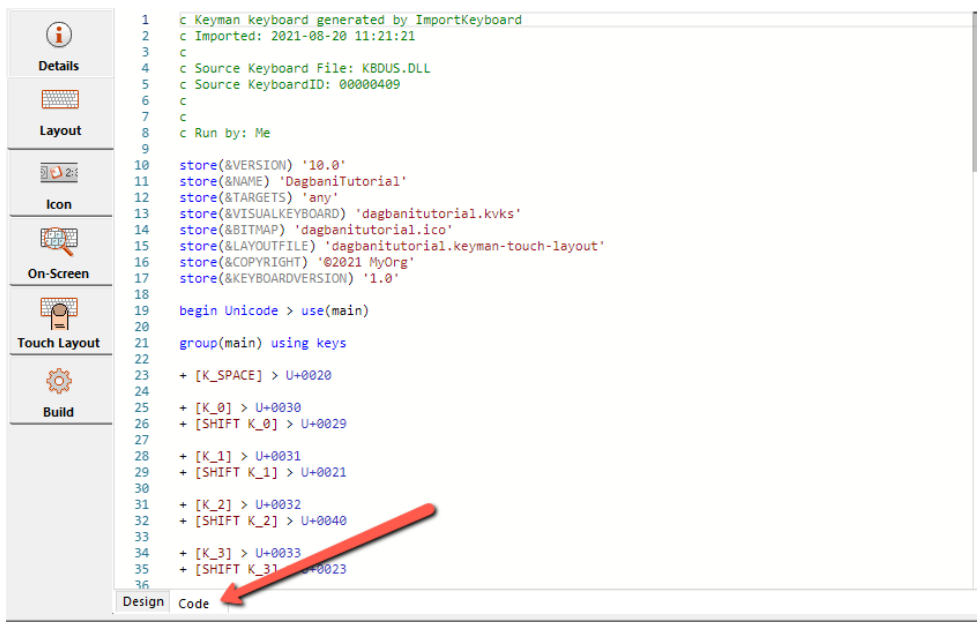 Details
Layout
Icon
On-Screen
Touch Layout
Build
1 c Keyman keyboard generated by ImportKeyboard
2 c Imported: 2021-08-20 11:21:21
3 c
4 c Source Keyboard File: KBDUS.DLL
5 c Source KeyboardID: 00000409
6 c
7 c
8 c Run by: Me
9
10 store(&VERSION) '10.0'
11 store(&NAME) 'DagbaniTutorial'
12 store(&TARGETS) 'any'
13 store(&VISUALKEYBOARD) 'dagbanitutorial.kvks'
14 store(&BITMAP) 'dagbanitutorial.ico'
15 store(&LAYOUTFILE) 'dagbanitutorial.keyman-touch-layout'
16 store(&COPYRIGHT) '©2021 MyOrg'
17 store(&KEYBOARDVERSION) '1.0'
18
19 begin Unicode > use(main)
20
21 group(main) using keys
22
23 + [K_SPACE] > U+0020
24
25 + [K_0] > U+0030
26 + [SHIFT K_0] > U+0029
27
28 + [K_1] > U+0031
29 + [SHIFT K_1] > U+0021
30
31 + [K_2] > U+0032
32 + [SHIFT K_2] > U+0040
33
34 + [K_3] > U+0033
35 + [SHIFT K_3] U+0023
36
Design Code